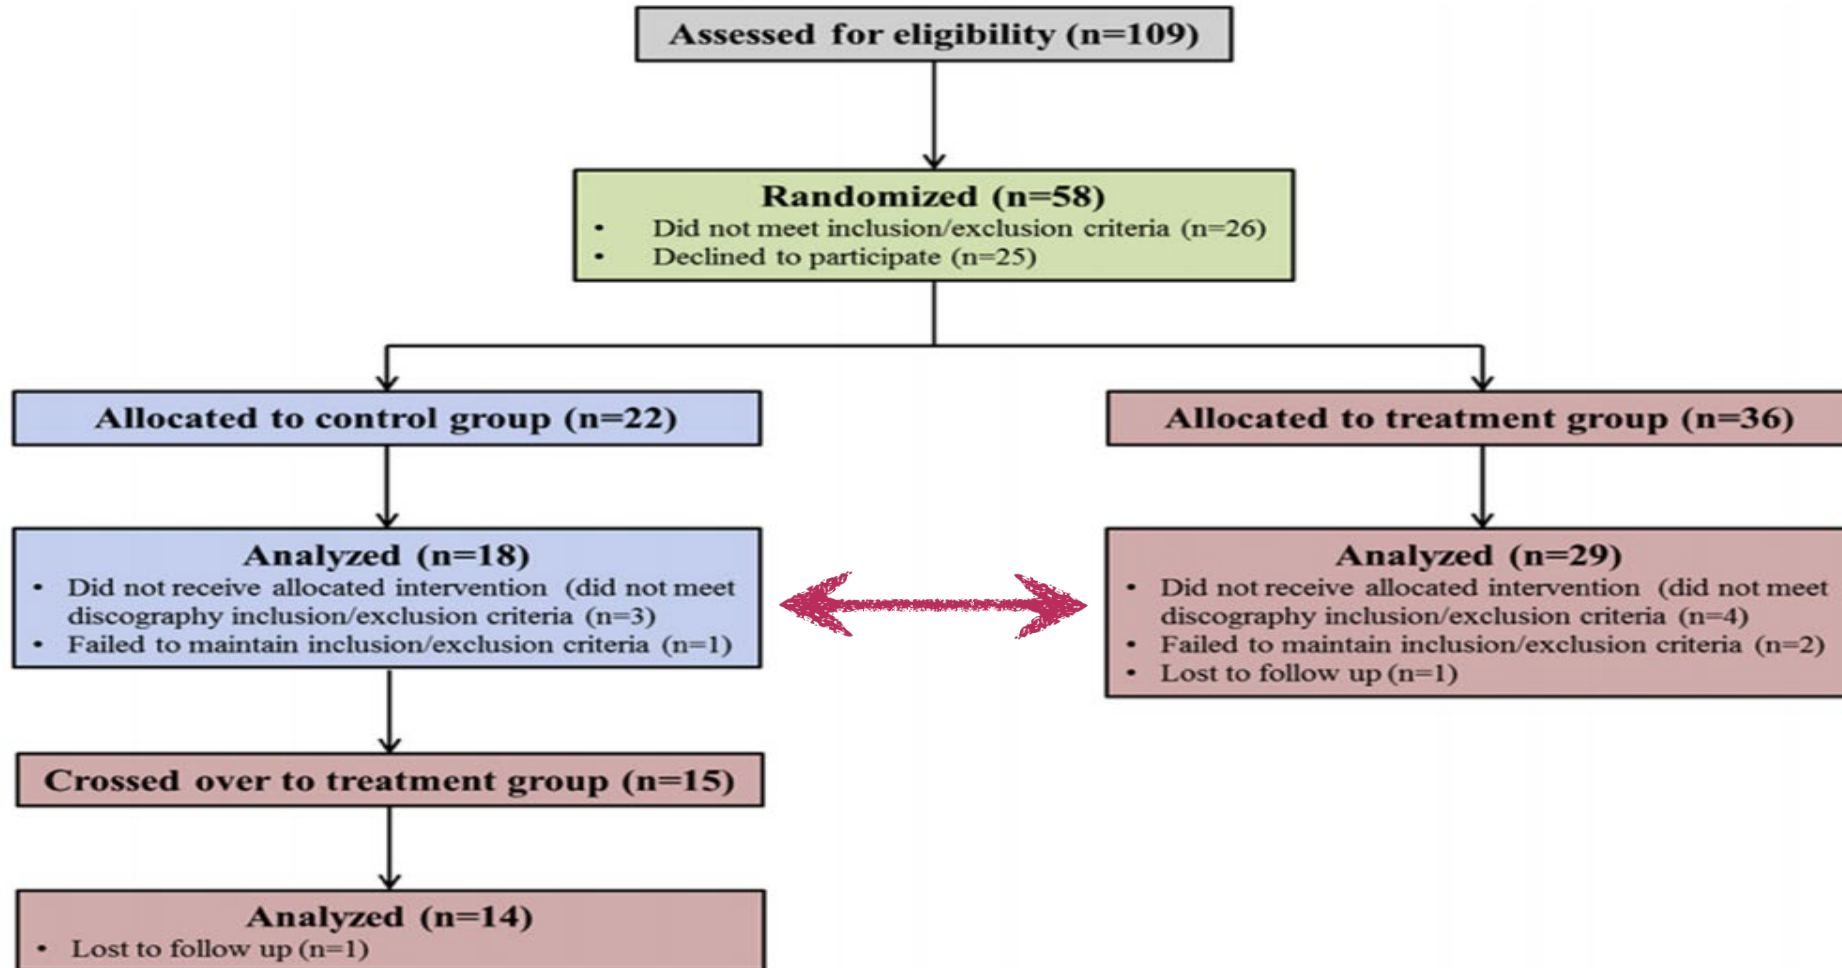 Assessed for eligibility (n=109)
Randomized (n=58)
• Did not meet inclusion/exclusion criteria (n=26)
• Declined to participate (n=25)
Allocated to control group (n=22)
Allocated to treatment group (n=36)
Analyzed (n=18)
• Did not receive allocated intervention (did not meet
discography inclusion/exclusion criteria (n=3)
• Failed to maintain inclusion/exclusion criteria (n=1)
Analyzed (n=29)
• Did not receive allocated intervention (did not meet
discography inclusion/exclusion criteria (n=4)
• Failed to maintain inclusion/exclusion criteria (n=2)
• Lost to follow up (n=1)
Crossed over to treatment group (n=15)
Analyzed (n=14)
• Lost to follow up (n=1)